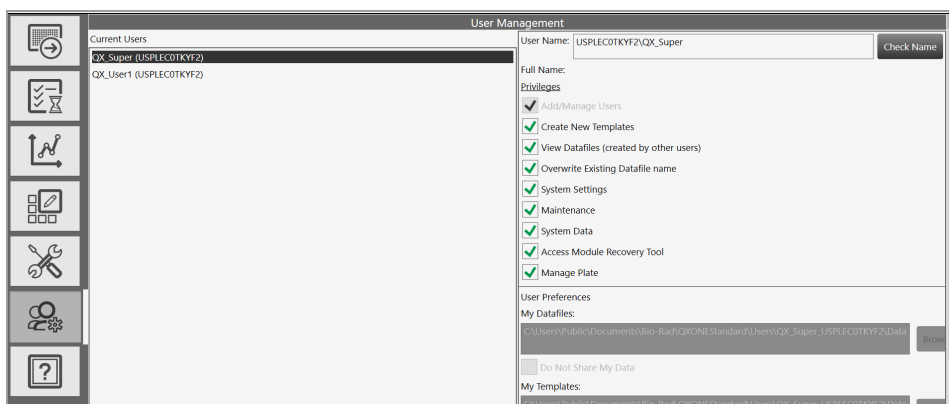 User Management
Current Users
QX_Super (USPLEC0TKYF2)
QX_User1 (USPLEC0TKYF2)
User Name: USPLEC0TKYF2\QX_Super
Check Name
Full Name:
Privileges
Add/Manage Users
Create New Templates
View Datafiles (created by other users)
Overwrite Existing Datafile name
System Settings
Maintenance
System Data
Access Module Recovery Tool
Manage Plate
User Preferences
My Datafiles:
C:\Users\Public\Documents\Bio-Rad\QXONEStandard\Users\QX_Super_USPLEC0TKYF2\Data
Brow
Do Not Share My Data
My Templates:
?